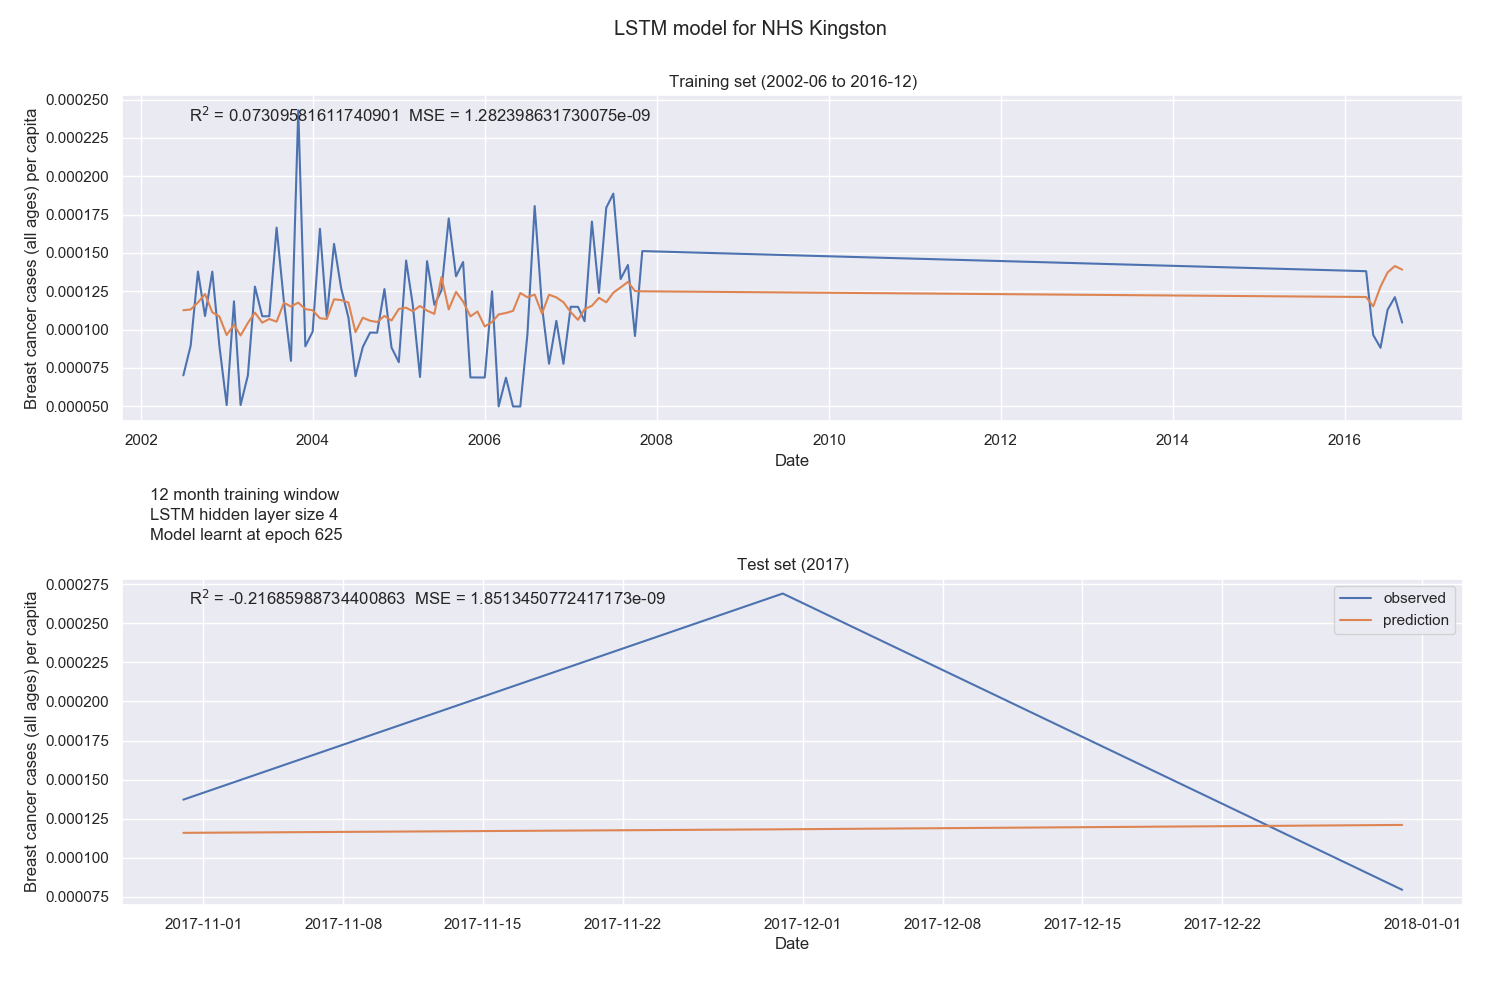 LSTM model for NHS Kingston
Training set (2002-06 to 2016-12)
R² = 0.07309581611740901 MSE = 1.282398631730075e-09
Breast cancer cases (all ages) per capita
0.000250
0.000225
0.000200
0.000175
0.000150
0.000125
0.000100
0.000075
0.000050
2002 2004 2006 2008 2010 2012 2014 2016
Date
12 month training window
LSTM hidden layer size 4
Model learnt at epoch 625
Test set (2017)
R² = -0.21685988734400863 MSE = 1.8513450772417173e-09
observed
prediction
Breast cancer cases (all ages) per capita
0.000275
0.000250
0.000225
0.000200
0.000175
0.000150
0.000125
0.000100
0.000075
2017-11-01 2017-11-08 2017-11-15 2017-11-22 2017-12-01 2017-12-08 2017-12-15 2017-12-22 2018-01-01
Date